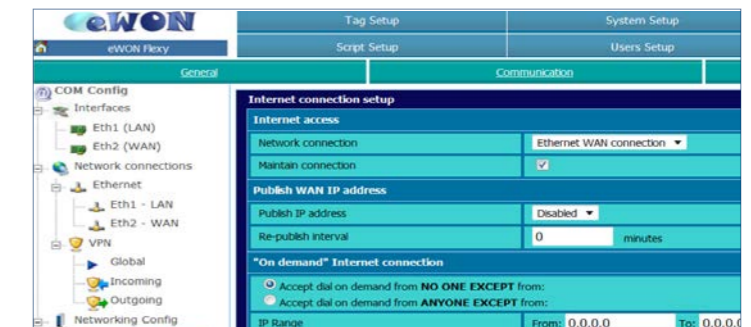 eWON
Tag Setup
System Setup
eWON Flexy
Script Setup
Users Setup
General
Communication
COM Config
Interfaces
Eth1 (LAN)
Eth2 (WAN)
Network connections
Ethernet
Eth1 - LAN
Eth2 - WAN
VPN
Global
Incoming
Outgoing
Networking Config
Internet connection setup
Internet access
Network connection Ethernet WAN connection
Maintain connection
Publish WAN IP address
Publish IP address Disabled
Re-publish interval 0 minutes
"On demand" Internet connection
Accept dial on demand from NO ONE EXCEPT from:
Accept dial on demand from ANYONE EXCEPT from:
IP Range From: 0.0.0.0 To: 0.0.0.0